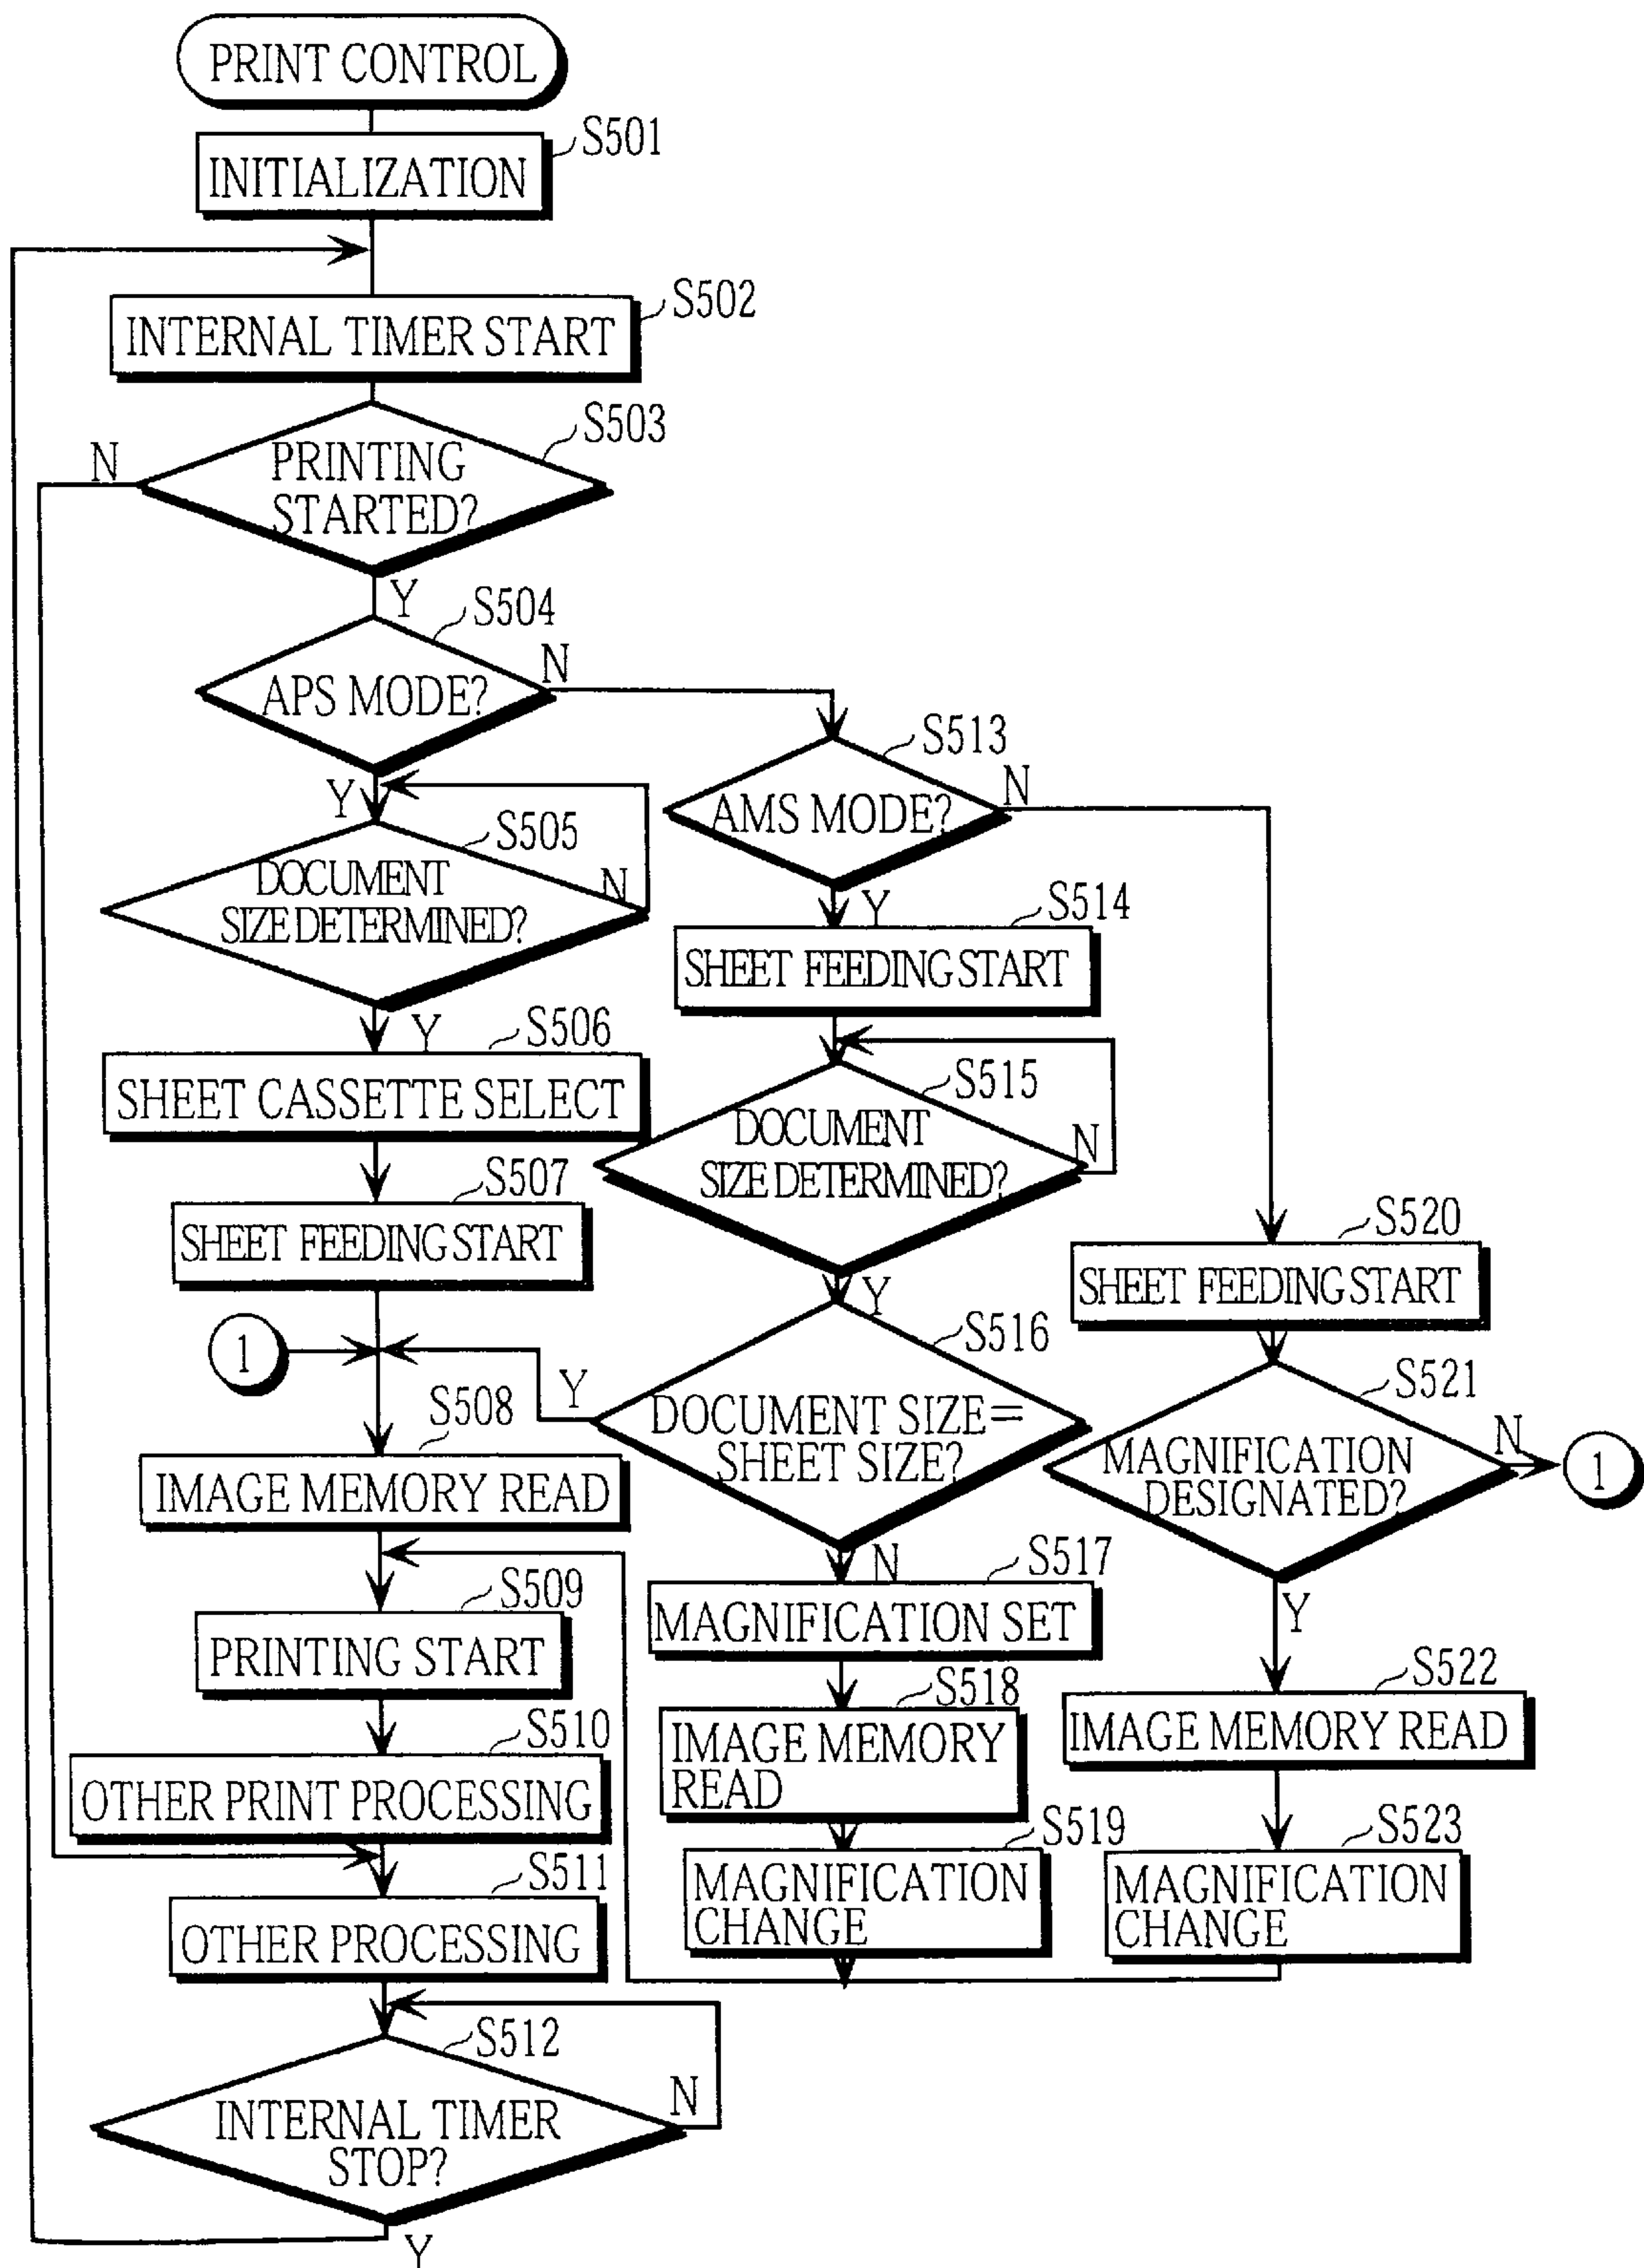 PRINT CONTROL
S501
INITIALIZATION
S502
INTERNAL TIMER START
S503
N
PRINTING
STARTED?
Y
S504
N
APS MODE?
Y
S505
DOCUMENT
N
SIZE DETERMINED?
Y
S506
SHEET CASSETTE SELECT
S507
SHEET FEEDING START
1
S508
IMAGE MEMORY READ
S509
PRINTING START
S510
OTHER PRINT PROCESSING
S511
OTHER PROCESSING
S512
N
INTERNAL TIMER
STOP?
Y
S513
N
AMS MODE?
Y
S514
SHEET FEEDING START
S515
DOCUMENT
N
SIZE DETERMINED?
Y
S516
Y
DOCUMENT SIZE=
SHEET SIZE?
N
S517
MAGNIFICATION SET
S518
IMAGE MEMORY
READ
S519
MAGNIFICATION
CHANGE
S520
SHEET FEEDING START
S521
N
MAGNIFICATION
DESIGNATED?
1
Y
S522
IMAGE MEMORY READ
S523
MAGNIFICATION
CHANGE